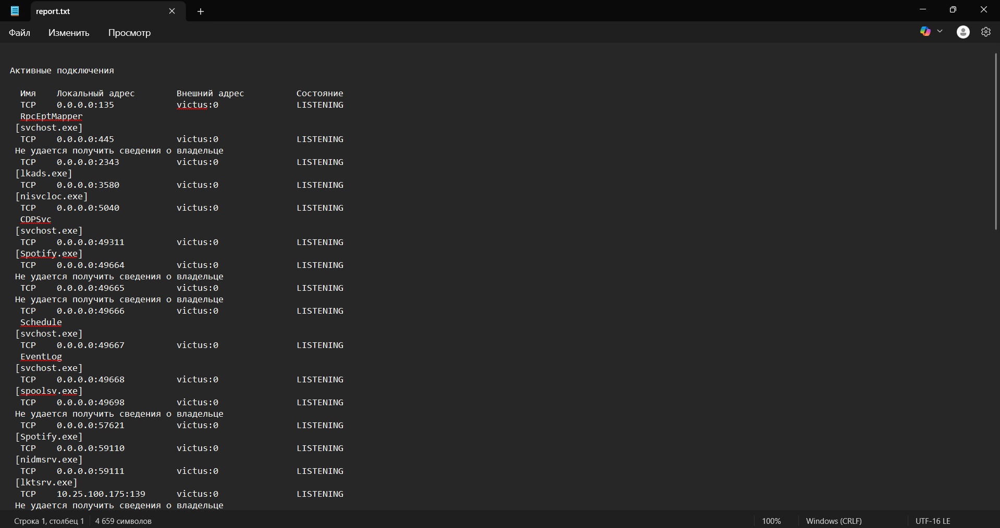 report.txt
Файл Изменить Просмотр
Активные подключения
Имя Локальный адрес Внешний адрес Состояние
TCP 0.0.0.0:135 victus:0 LISTENING
RpcEptMapper
[svchost.exe]
TCP 0.0.0.0:445 victus:0 LISTENING
Не удается получить сведения о владельце
TCP 0.0.0.0:2343 victus:0 LISTENING
[lkads.exe]
TCP 0.0.0.0:3580 victus:0 LISTENING
[nisvcloc.exe]
TCP 0.0.0.0:5040 victus:0 LISTENING
CDPSvc
[svchost.exe]
TCP 0.0.0.0:49311 victus:0 LISTENING
[Spotify.exe]
TCP 0.0.0.0:49664 victus:0 LISTENING
Не удается получить сведения о владельце
TCP 0.0.0.0:49665 victus:0 LISTENING
Не удается получить сведения о владельце
TCP 0.0.0.0:49666 victus:0 LISTENING
Schedule
[svchost.exe]
TCP 0.0.0.0:49667 victus:0 LISTENING
EventLog
[svchost.exe]
TCP 0.0.0.0:49668 victus:0 LISTENING
[spoolsv.exe]
TCP 0.0.0.0:49698 victus:0 LISTENING
Не удается получить сведения о владельце
TCP 0.0.0.0:57621 victus:0 LISTENING
[Spotify.exe]
TCP 0.0.0.0:59110 victus:0 LISTENING
[nidmsrv.exe]
TCP 0.0.0.0:59111 victus:0 LISTENING
[lktsrv.exe]
TCP 10.25.100.175:139 victus:0 LISTENING
Не удается получить сведения о владельце
Строка 1, столбец 1 4 659 символов 100% Windows (CRLF) UTF-16 LE